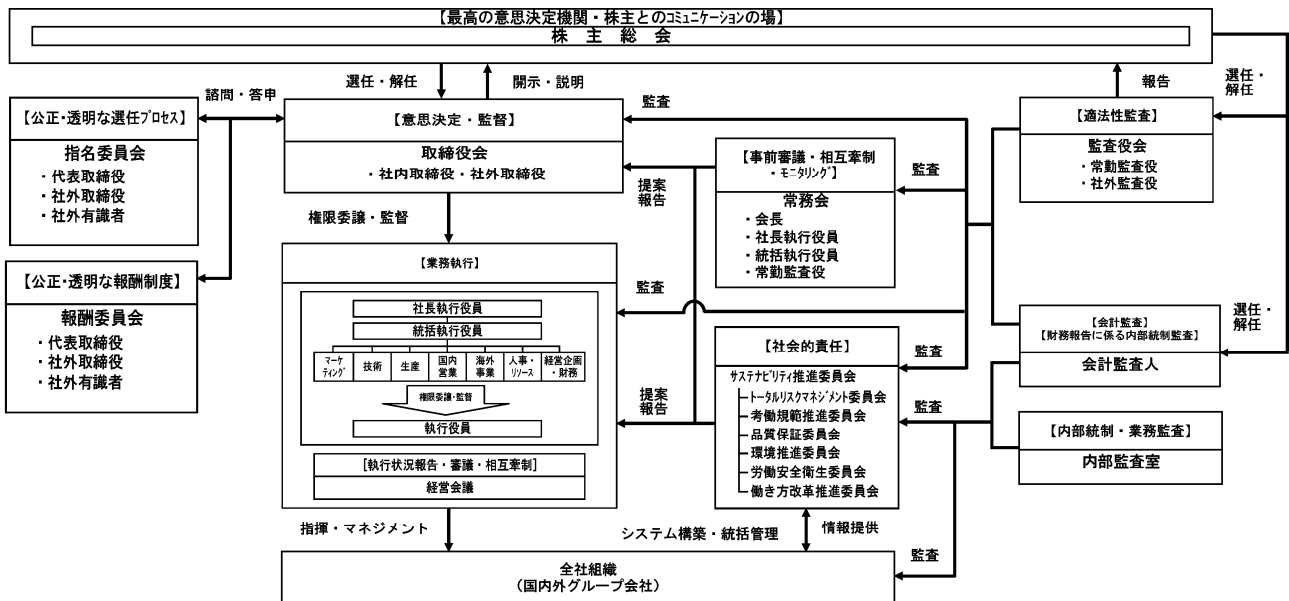 【最高の意思決定機関・株主とのコミュニケーションの場】
株 主 総 会
選任・解任
開示・説明
報告
選任・
解任
諮問・答申
監査
【公正・透明な選任プロセス】
指名委員会
・代表取締役
・社外取締役
・社外有識者
【意思決定・監督】
取締役会
・社内取締役・社外取締役
【事前審議・相互牽制
・モニタリング】
常務会
・会長
・社長執行役員
・統括執行役員
・常勤監査役
監査
【適法性監査】
監査役会
・常勤監査役
・社外監査役
提案
報告
権限委譲・監督
【公正・透明な報酬制度】
報酬委員会
・代表取締役
・社外取締役
・社外有識者
【業務執行】
社長執行役員
統括執行役員
マーケ
ティング
技術
生産
国内
営業
海外
事業
人事・
リソース
経営企画
・財務
権限委譲・監督
執行役員
[執行状況報告・審議・相互牽制]
経営会議
監査
提案
報告
【社会的責任】
サステナビリティ推進委員会
トータルリスクマネジメント委員会
考働規範推進委員会
品質保証委員会
環境推進委員会
労働安全衛生委員会
働き方改革推進委員会
監査
監査
【会計監査】
【財務報告に係る内部統制監査】
会計監査人
選任・
解任
【内部統制・業務監査】
内部監査室
指揮・マネジメント
システム構築・統括管理
情報提供
監査
全社組織
（国内外グループ会社）